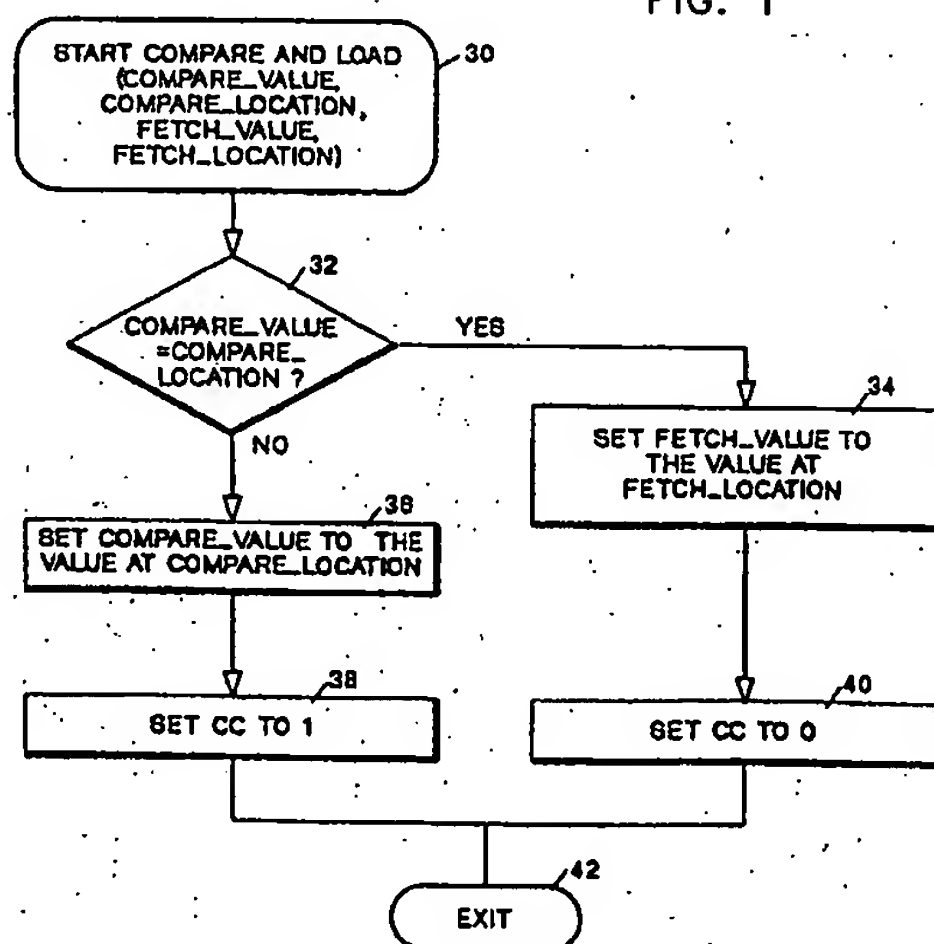 FIG. 1
START COMPARE AND LOAD
(COMPARE_VALUE,
COMPARE_LOCATION,
FETCH_VALUE,
FETCH_LOCATION)
30
32
COMPARE_VALUE
=COMPARE_
LOCATION ?
YES
NO
34
SET FETCH_VALUE TO
THE VALUE AT
FETCH_LOCATION
36
SET COMPARE_VALUE TO THE
VALUE AT COMPARE_LOCATION
38
SET CC TO 1
40
SET CC TO 0
42
EXIT